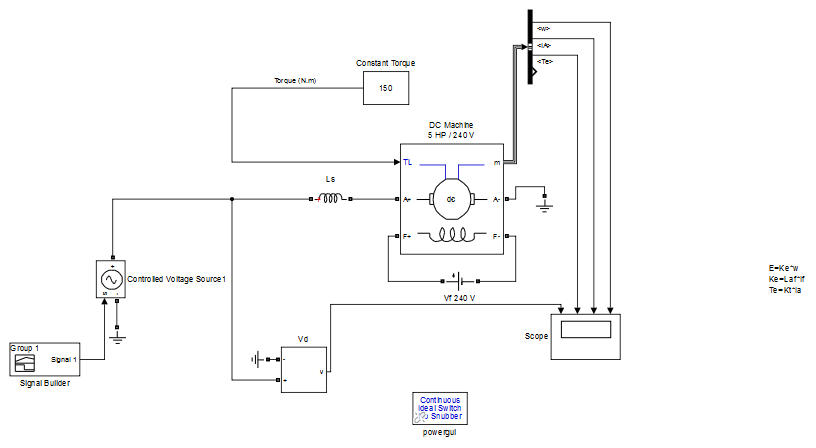 <w>
<iA>
<Te>
Constant Torque
150
Torque (N.m)
DC Machine
5 HP / 240 V
TL
m
Ls
A+
dc
A-
F+
F-
Vf 240 V
+
s
-
Controlled Voltage Source1
E=Ke*w
Ke=Laf*If
Te=Kt*Ia
Scope
Vd
-
+
v
Group 1
Signal 1
Signal Builder
Continuous
Ideal Switch
Snubber
powergui